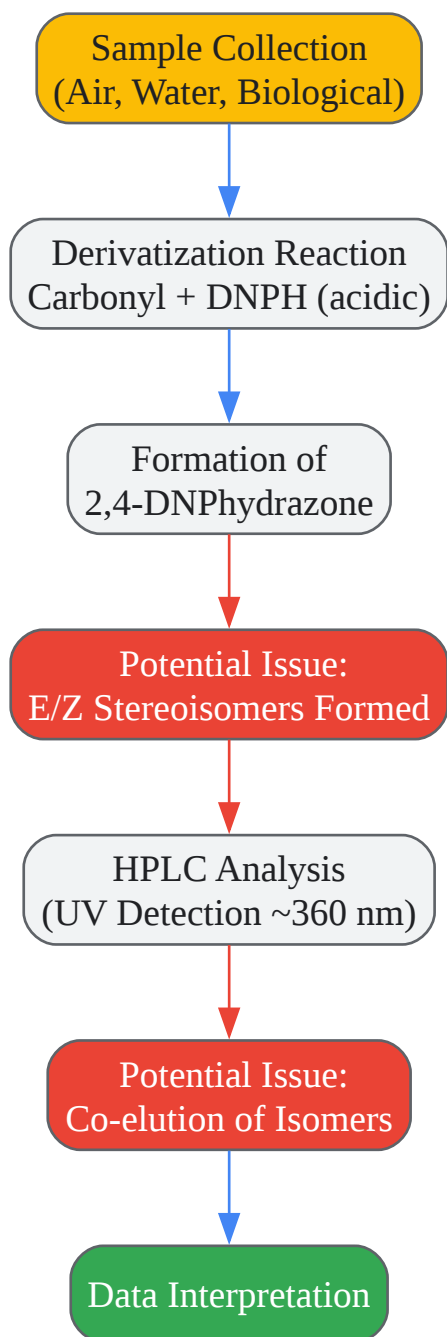 Sample Collection
(Air, Water, Biological)
Derivatization Reaction
Carbonyl + DNPH (acidic)
Formation of
2,4-DNPhydrazone
Potential Issue:
E/Z Stereoisomers Formed
HPLC Analysis
(UV Detection ~360 nm)
Potential Issue:
Co-elution of Isomers
Data Interpretation